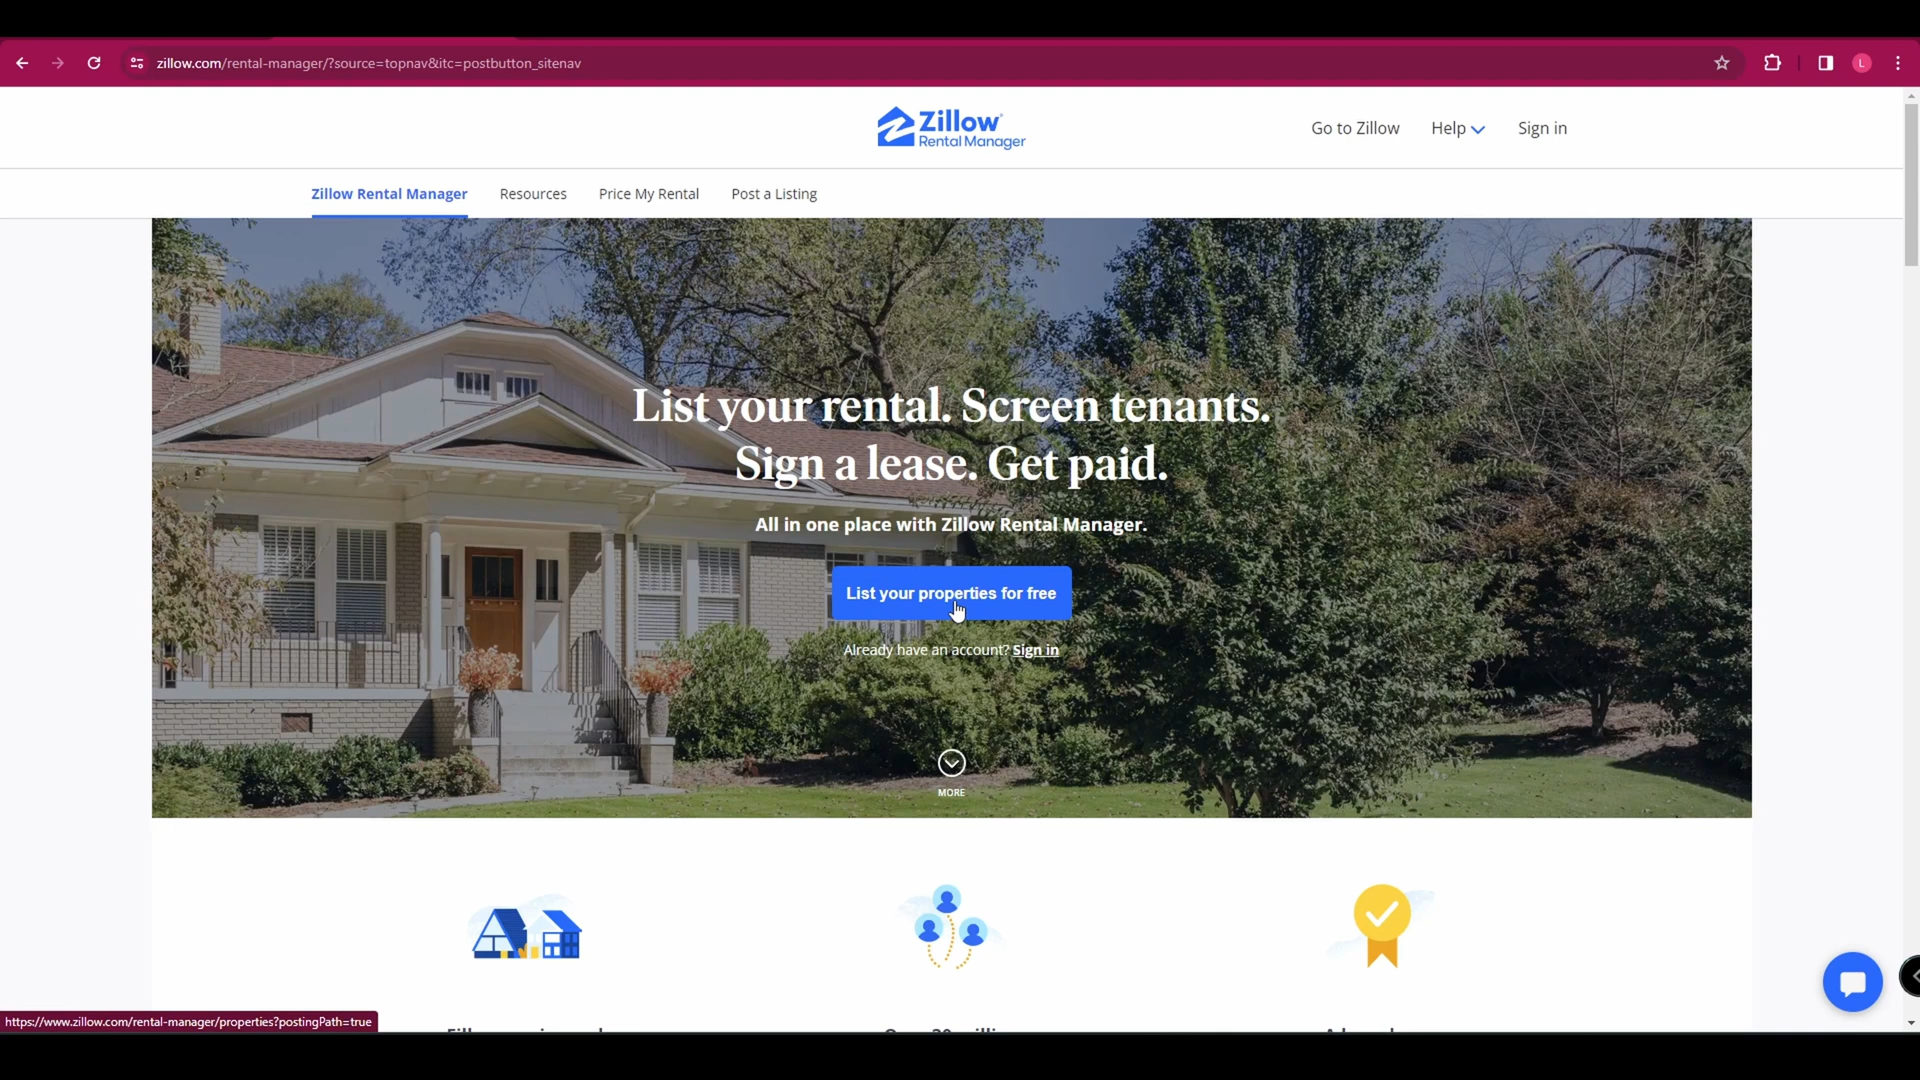 zillow.com/rental-manager/?source=topnav&itc=postbutton_sitenav
L
Zillow
Rental Manager
Go to Zillow
Help
Sign in
Zillow Rental Manager
Resources
Price My Rental
Post a Listing
List your rental. Screen tenants.
Sign a lease. Get paid.
All in one place with Zillow Rental Manager.
List your properties for free
Already have an account? Sign in
MORE
https://www.zillow.com/rental-manager/properties?postingPath=true